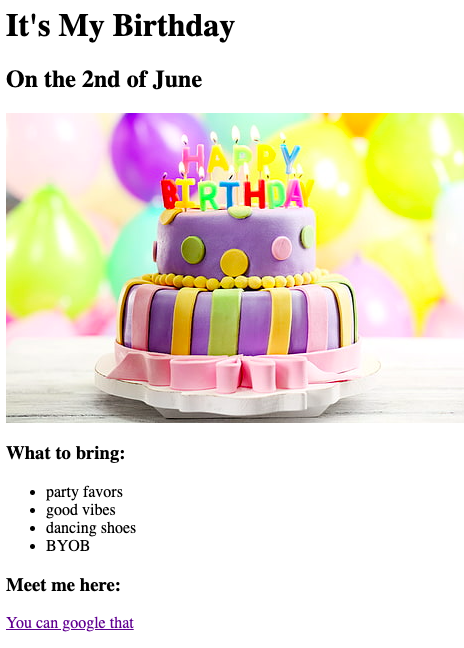 It's My Birthday
On the 2nd of June
HAPPY
BIRTHDAY
What to bring:
party favors
good vibes
dancing shoes
BYOB
Meet me here:
You can google that